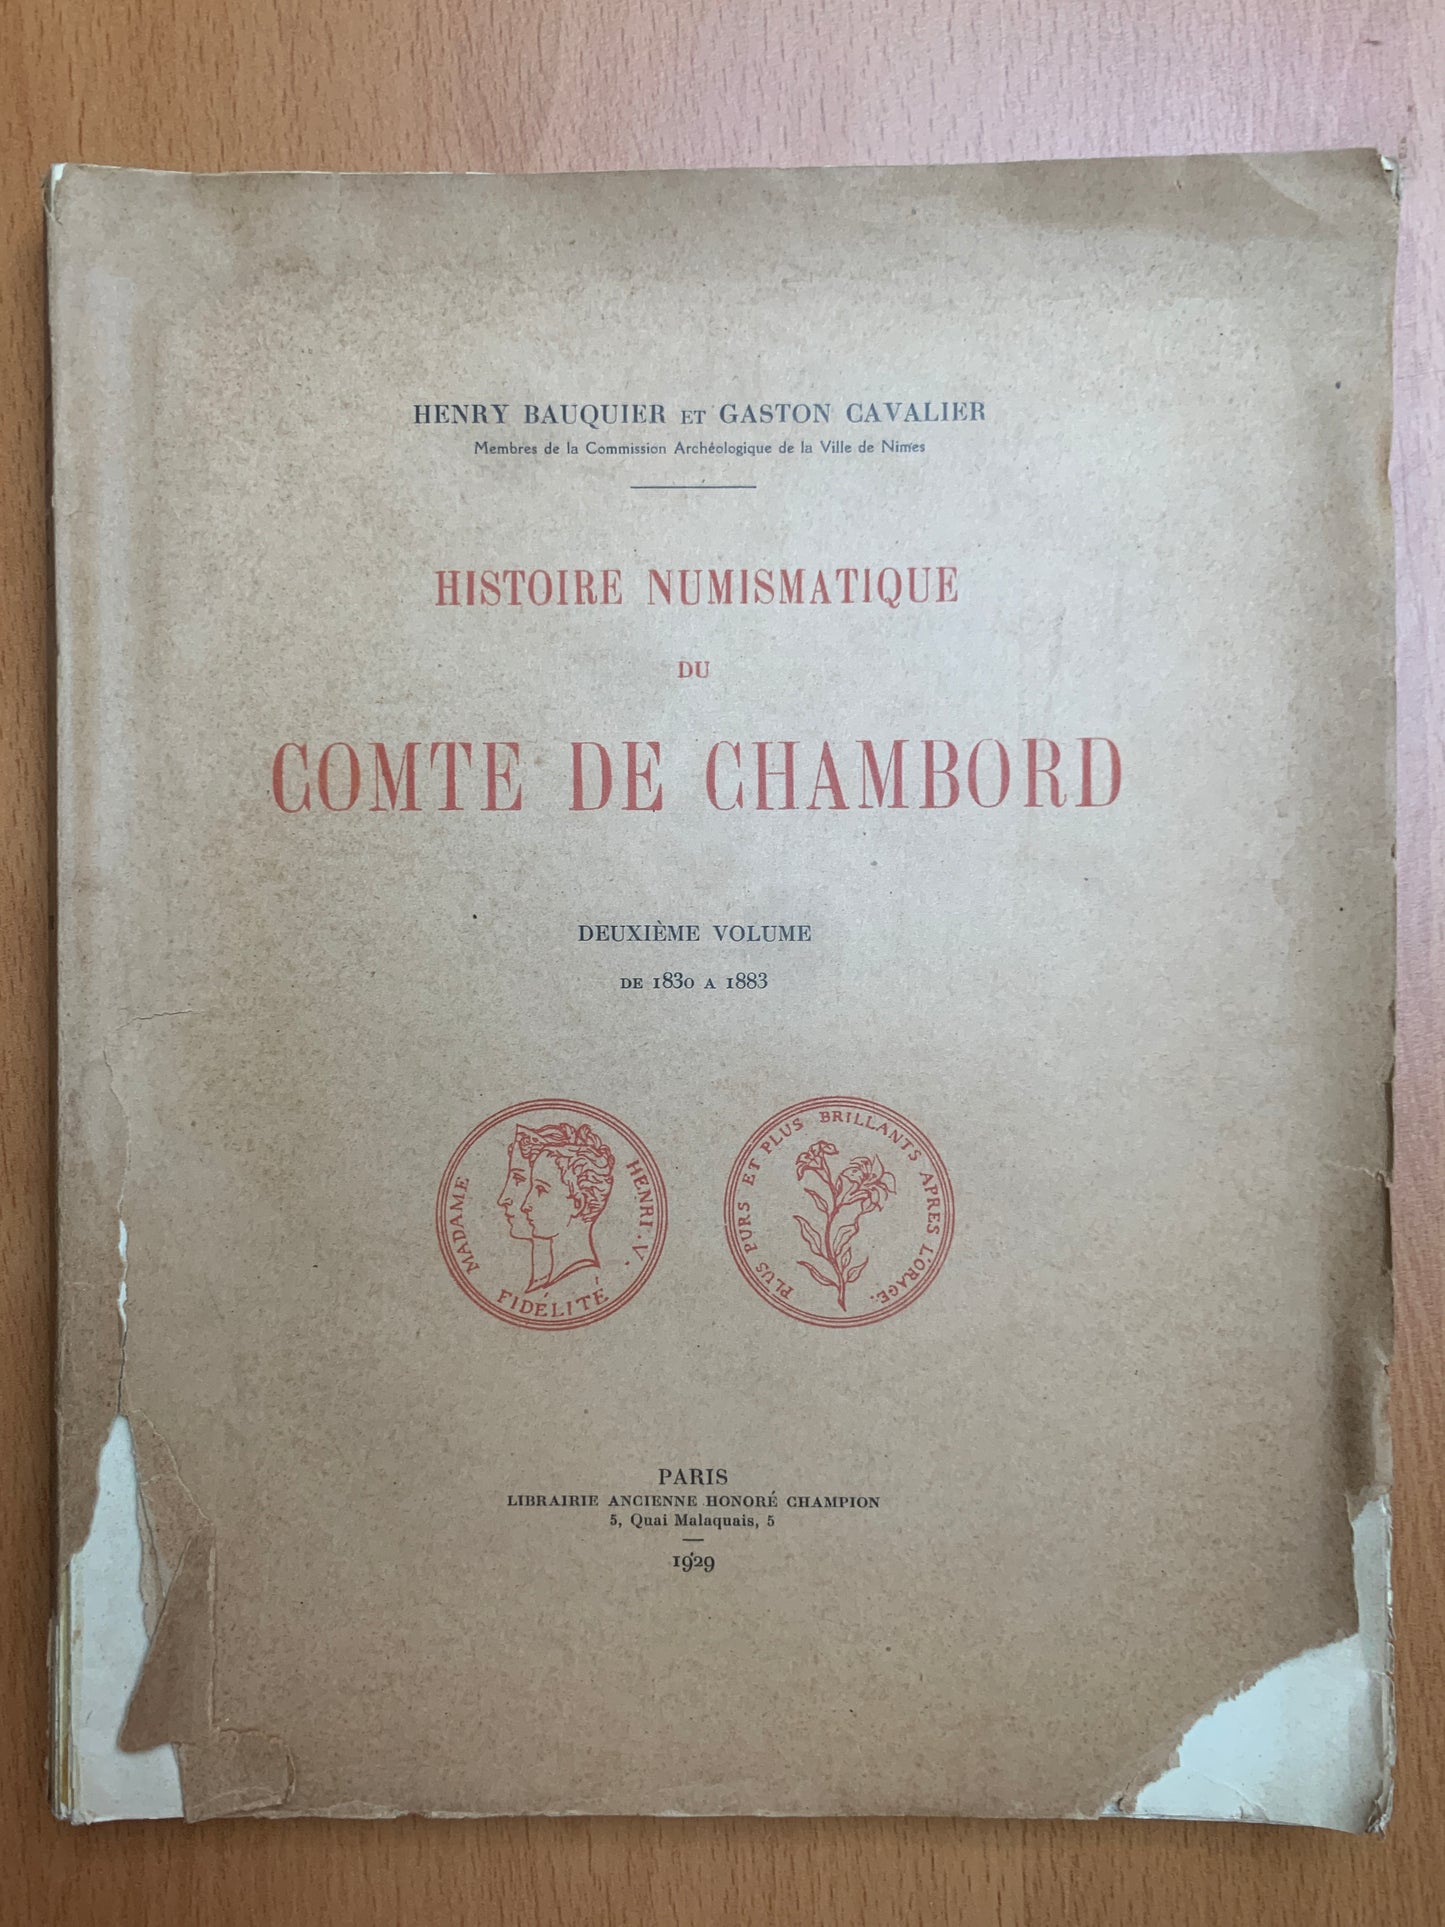 HENRY BAUQUIER ET GASTON CAVALIER
Membres de la Commission Archéologique de la Ville de Nimes
HISTOIRE NUMISMATIQUE
DU
COMTE DE CHAMBORD
DEUXIÈME VOLUME
DE 1830 A 1883
MADAME HENRI . V.
FIDÉLITÉ
PLUS PURS ET PLUS BRILLANTS APRES L'ORAGE.
PARIS
LIBRAIRIE ANCIENNE HONORÉ CHAMPION
5, Quai Malaquais, 5
1929